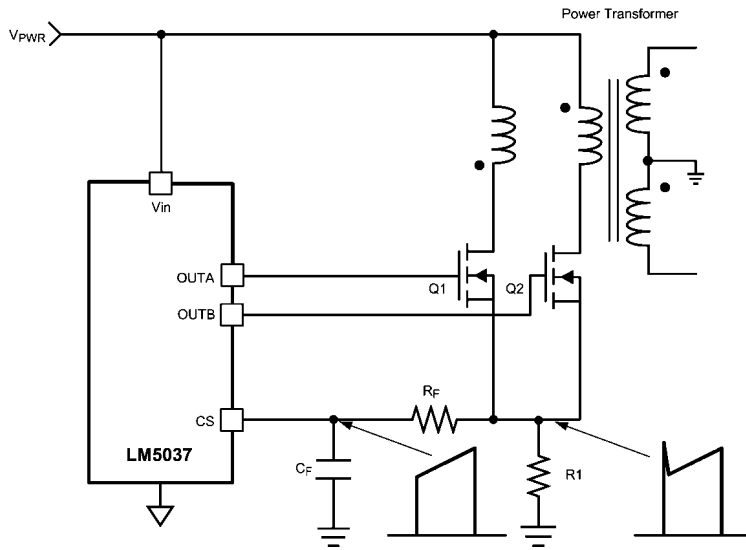 Power Transformer
VPWR
Vin
OUTA
Q1
Q2
OUTB
RF
CS
LM5037
CF
R1